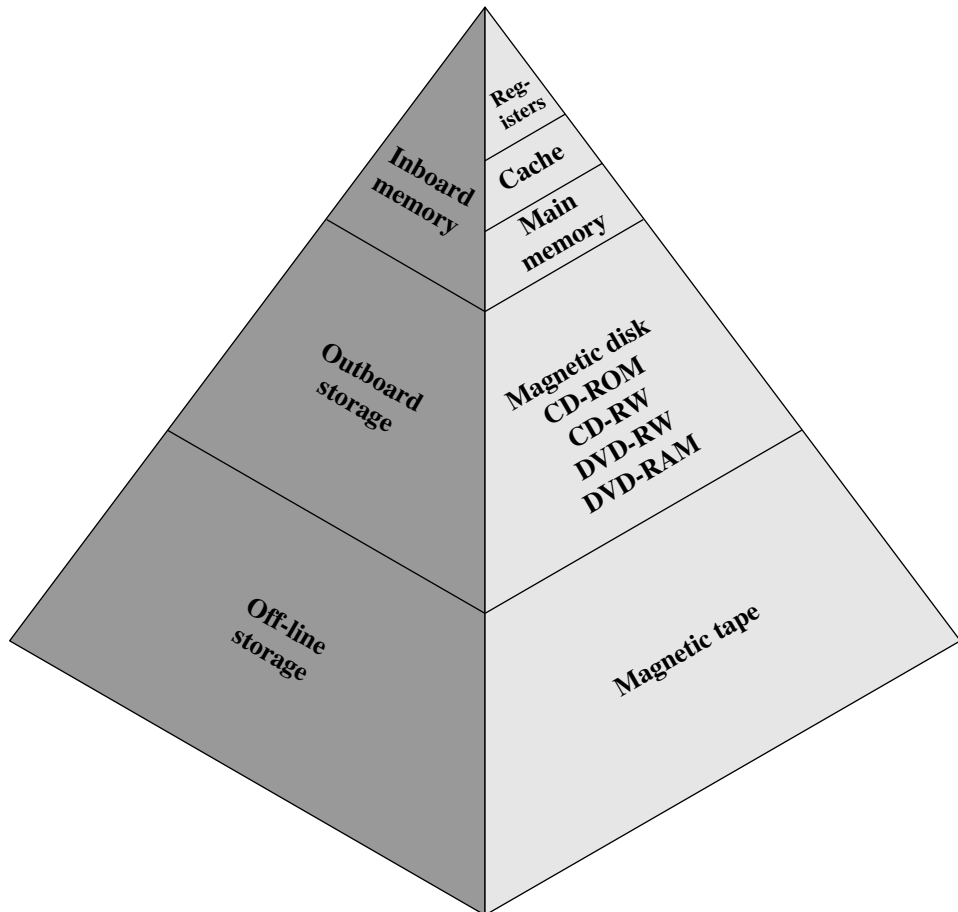 Reg-
isters
Cache
Main
memory
Inboard
memory
Magnetic disk
CD-ROM
CD-RW
DVD-RW
DVD-RAM
Outboard
storage
Magnetic tape
Off-line
storage